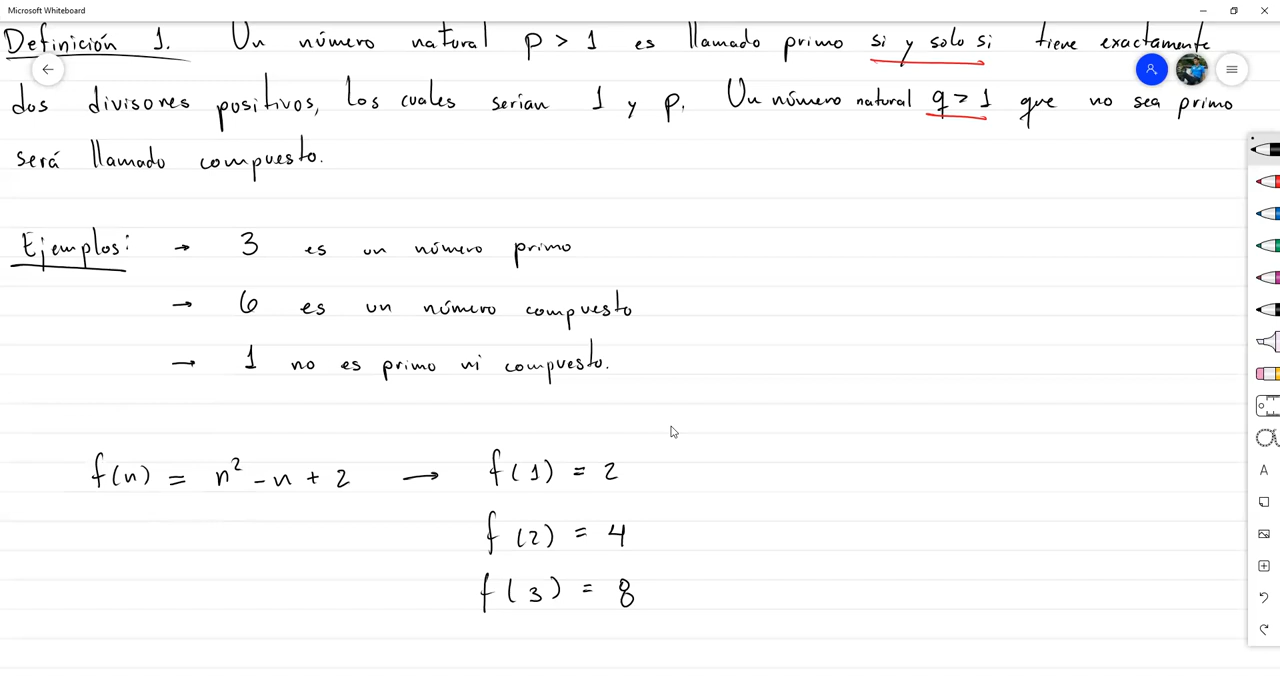 Microsoft Whiteboard
Definición 1. Un número natural p > 1 es llamado primo si y solo si tiene exactamente
dos divisores positivos, los cuales serían 1 y p. Un número natural q > 1 que no sea primo
será llamado compuesto.
Ejemplos: → 3 es un número primo
→ 6 es un número compuesto
→ 1 no es primo ni compuesto.
f(n) = n² - n + 2 → f(1) = 2
f(2) = 4
f(3) = 8
A